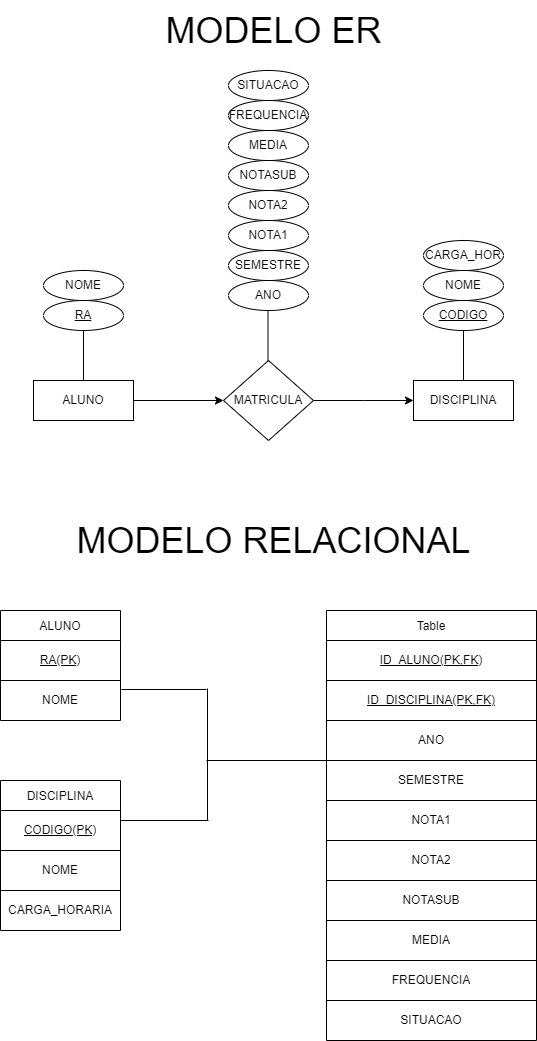 MODELO ER
SITUACAO
FREQUENCIA
MEDIA
NOTASUB
NOTA2
NOTA1
SEMESTRE
ANO
NOME
RA
CARGA_HOR
NOME
CODIGO
ALUNO
MATRICULA
DISCIPLINA
MODELO RELACIONAL
ALUNO
RA(PK)
NOME
DISCIPLINA
CODIGO(PK)
NOME
CARGA_HORARIA
Table
ID_ALUNO(PK,FK)
ID_DISCIPLINA(PK,FK)
ANO
SEMESTRE
NOTA1
NOTA2
NOTASUB
MEDIA
FREQUENCIA
SITUACAO